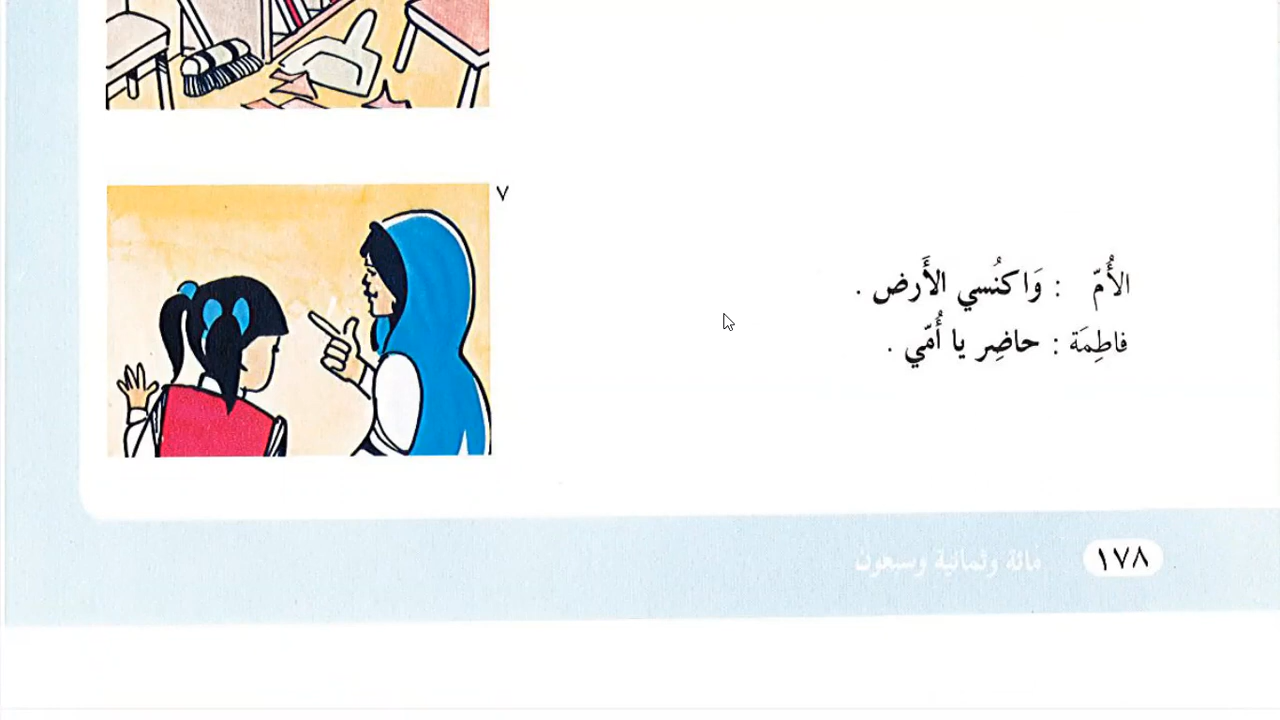 ٧
الأُمّ : وَاكنُسي الأَرض .
فاطِمَة : حاضِر يا أُمّي .
١٧٨ مائة وثمانية وسبعون